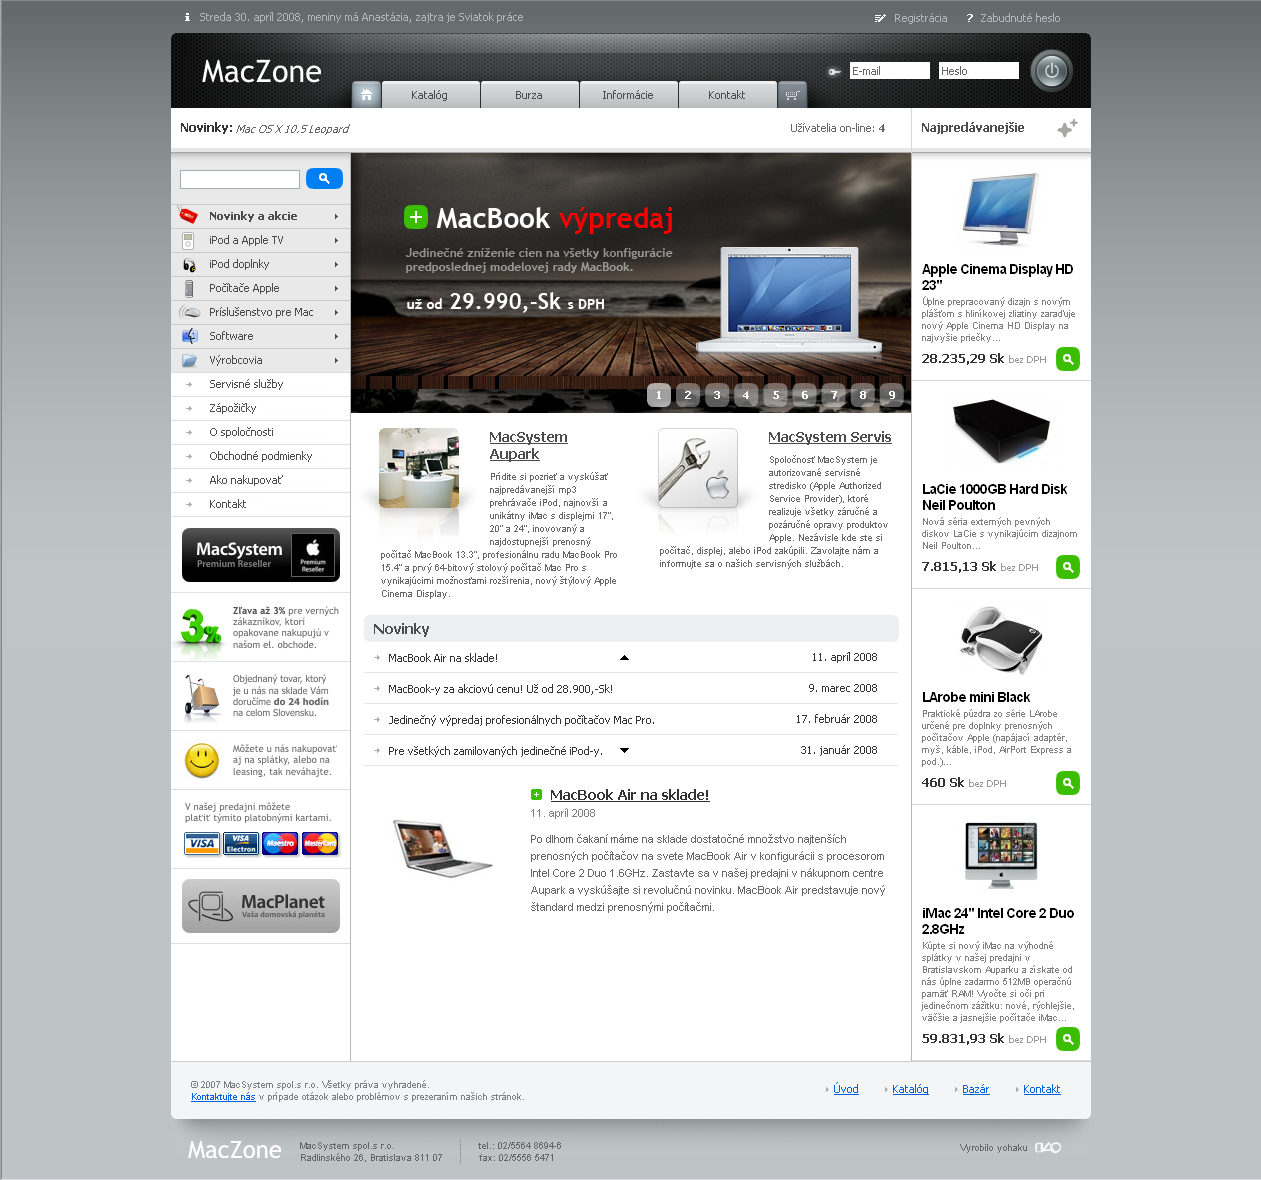 Streda 30. apríl 2008, meniny má Anastázia, zajtra je Sviatok práce
Registrácia
Zabudnuté heslo
MacZone
E-mail
Heslo
Katalóg
Burza
Informácie
Kontakt
Novinky: Mac OS X 10.5 Leopard
Užívatelia on-line: 4
Najpredávanejšie
Novinky a akcie
iPod a Apple TV
iPod doplnky
Počítače Apple
Príslušenstvo pre Mac
Software
Výrobcovia
Servisné služby
Zápožičky
O spoločnosti
Obchodné podmienky
Ako nakupovať
Kontakt
MacSystem
Premium Reseller
Premium
Reseller
3%
Zľava až 3% pre verných
zákazníkov, ktorí
opakovane nakupujú v
našom el. obchode.
Objednaný tovar, ktorý
je u nás na sklade Vám
doručíme do 24 hodín
na celom Slovensku.
Môžete u nás nakupovať
aj na splátky, alebo na
leasing, tak neváhajte.
V našej predajni môžete
platiť týmito platobnými kartami.
VISA
VISA
Electron
Maestro
MasterCard
MacPlanet
Vaša domovská planéta
MacBook výpredaj
Jedinečné zníženie cien na všetky konfigurácie
predposlednej modelovej rady MacBook.
už od 29.990,-Sk s DPH
1 2 3 4 5 6 7 8 9
MacSystem
Aupark
Prídite si pozrieť a vyskúšať
najpredávanejší mp3
prehrávače iPod, najnovší a
unikátny iMac s displejmi 17",
20" a 24", inovovaný a
najdostupnejší prenosný
počítač MacBook 13.3", profesionálnu radu MacBook Pro
15.4" a prvý 64-bitový stolový počítač Mac Pro s
vynikajúcimi možnosťami rozšírenia, nový štýlový Apple
Cinema Display.
MacSystem Servis
Spoločnosť MacSystem je
autorizované servisné
stredisko (Apple Authorized
Service Provider), ktoré
realizuje všetky záručné a
pozáručné opravy produktov
Apple. Nezávisle kde ste si
počítač, displej, alebo iPod zakúpili. Zavolajte nám a
informujte sa o našich servisných službách.
Novinky
MacBook Air na sklade!
11. apríl 2008
MacBook-y za akciovú cenu! Už od 28.900,-Sk!
9. marec 2008
Jedinečný výpredaj profesionálnych počítačov Mac Pro.
17. február 2008
Pre všetkých zamilovaných jedinečné iPod-y.
31. január 2008
MacBook Air na sklade!
11. apríl 2008
Po dlhom čakaní máme na sklade dostatočné množstvo najtenších
prenosných počítačov na svete MacBook Air v konfigurácii s procesorom
Intel Core 2 Duo 1.6GHz. Zastavte sa v našej predajni v nákupnom centre
Aupark a vyskúšajte si revolučnú novinku. MacBook Air predstavuje nový
štandard medzi prenosnými počítačmi.
Apple Cinema Display HD
23"
Úplne prepracovaný dizajn s novým
plášťom s hliníkovej zliatiny zaraďuje
nový Apple Cinema HD Display na
najvyšie priečky...
28.235,29 Sk bez DPH
LaCie 1000GB Hard Disk
Neil Poulton
Nová séria externých pevných
diskov LaCie s vynikajúcim dizajnom
Neil Poulton...
7.815,13 Sk bez DPH
LArobe mini Black
Praktické púzdra zo série LArobe
určené pre doplnky prenosných
počítačov Apple (napájací adaptér,
myš, káble, iPod, AirPort Express a
pod.)...
460 Sk bez DPH
iMac 24" Intel Core 2 Duo
2.8GHz
Kúpte si nový iMac na výhodné
splátky v našej predajni v
Bratislavskom Auparku a získate od
nás úplne zadarmo 512MB operačnú
pamäť RAM! Vyočte si oči pri
jedinečnom zážitku: nové, rýchlejšie,
väčšie a jasnejšie počítače iMac...
59.831,93 Sk bez DPH
© 2007 MacSystem spol.s r.o. Všetky práva vyhradené.
Kontaktujte nás v prípade otázok alebo problémov s prezeraním našich stránok.
Úvod
Katalóg
Bazár
Kontakt
MacZone
MacSystem spol.s r.o.
Radlinského 26, Bratislava 811 07
tel.: 02/5564 8694-6
fax: 02/5556 5471
Vyrobilo yohaku